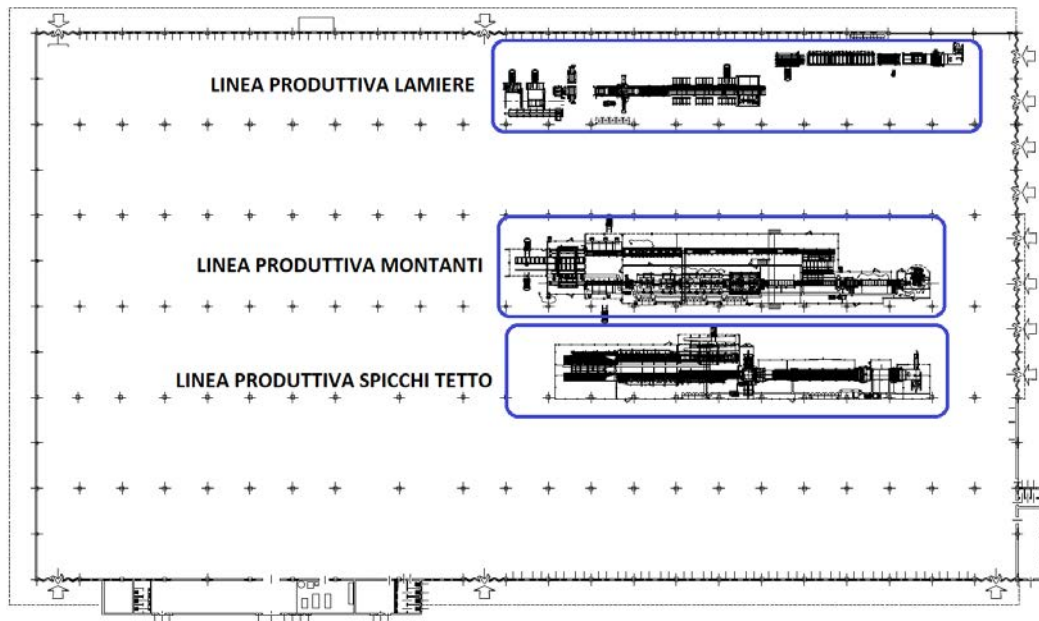 LINEA PRODUTTIVA LAMIERE
LINEA PRODUTTIVA MONTANTI
LINEA PRODUTTIVA SPICCHI TETTO